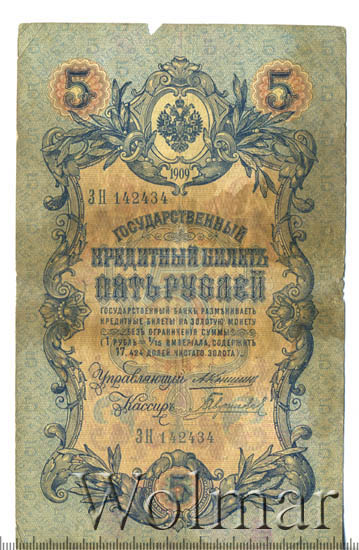 5 5
1909
ЗН 142434
ГОСУДАРСТВЕННЫЙ
КРЕДИТНЫЙ БИЛЕТЪ
ПЯТЬ РУБЛЕЙ
ГОСУДАРСТВЕННЫЙ БАНКЪ РАЗМѢНИВАЕТЪ
КРЕДИТНЫЕ БИЛЕТЫ НА ЗОЛОТУЮ МОНЕТУ
БЕЗЪ ОГРАНИЧЕНІЯ СУММЫ
(1 РУБЛЬ = 1/15 ИМПЕРІАЛА, СОДЕРЖИТЪ
17,424 ДОЛЕЙ ЧИСТАГО ЗОЛОТА).
Управляющій
Кассиръ
ЗН 142434
5
Wolmar